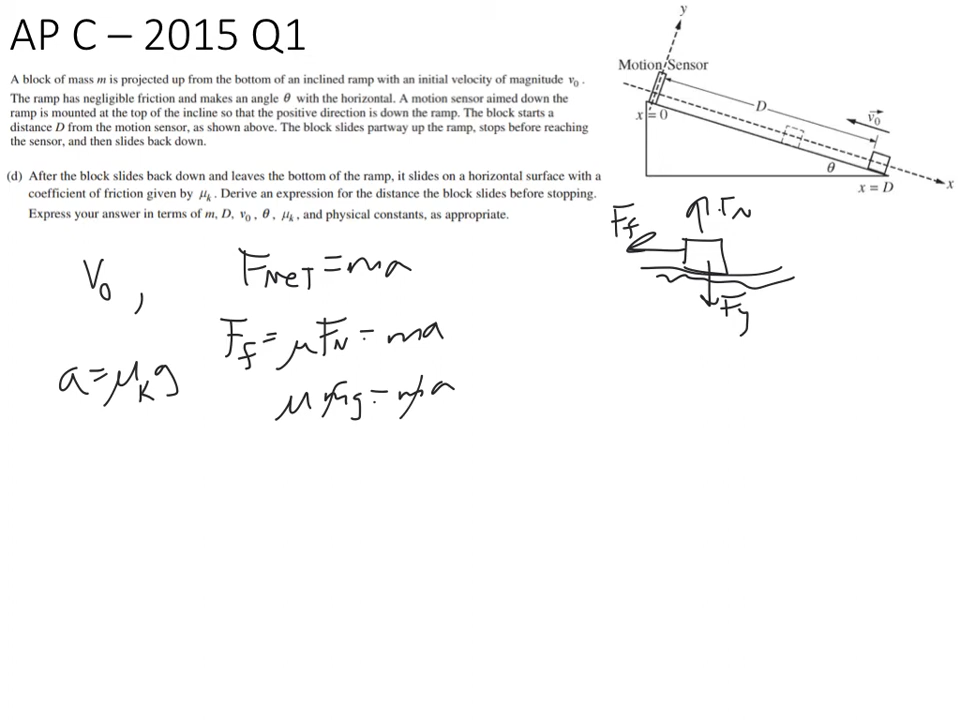 AP C – 2015 Q1
A block of mass m is projected up from the bottom of an inclined ramp with an initial velocity of magnitude v₀ .
The ramp has negligible friction and makes an angle θ with the horizontal. A motion sensor aimed down the
ramp is mounted at the top of the incline so that the positive direction is down the ramp. The block starts a
distance D from the motion sensor, as shown above. The block slides partway up the ramp, stops before reaching
the sensor, and then slides back down.
(d) After the block slides back down and leaves the bottom of the ramp, it slides on a horizontal surface with a
coefficient of friction given by μₖ . Derive an expression for the distance the block slides before stopping.
Express your answer in terms of m, D, v₀ , θ , μₖ , and physical constants, as appropriate.
y
Motion Sensor
D
v₀
x = 0
θ
x = D
x
Ff
FN
Fg
V₀ ,
FNET = ma
Ff = μFN = ma
a = μKg
μmg = ma